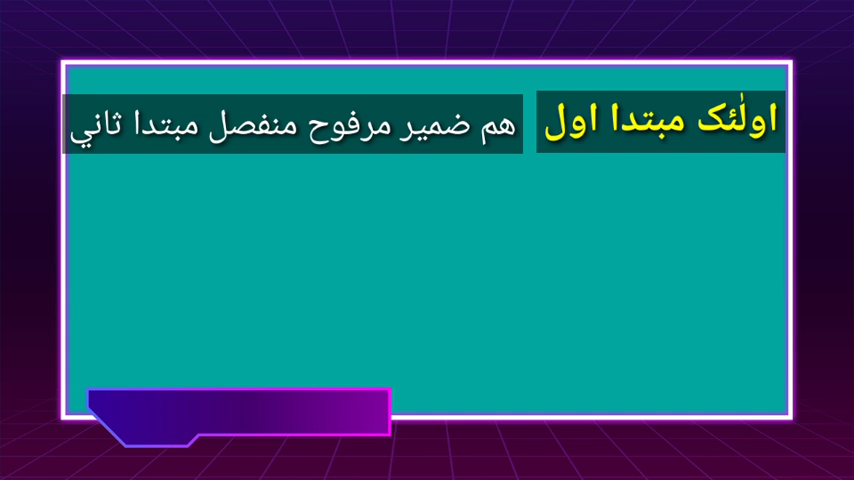 اولٰئک مبتدا اول
هم ضمير مرفوح منفصل مبتدا ثاني